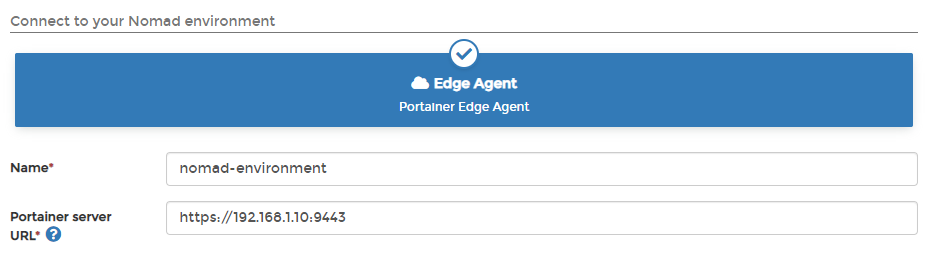 Connect to your Nomad environment
Edge Agent
Portainer Edge Agent
Name*
nomad-environment
Portainer server
URL* ?
https://192.168.1.10:9443